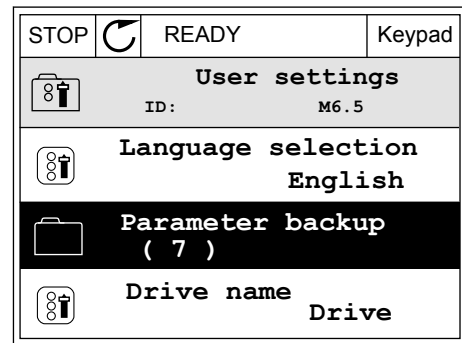 STOP READY Keypad
User settings
ID: M6.5
Language selection
English
Parameter backup
( 7 )
Drive name
Drive